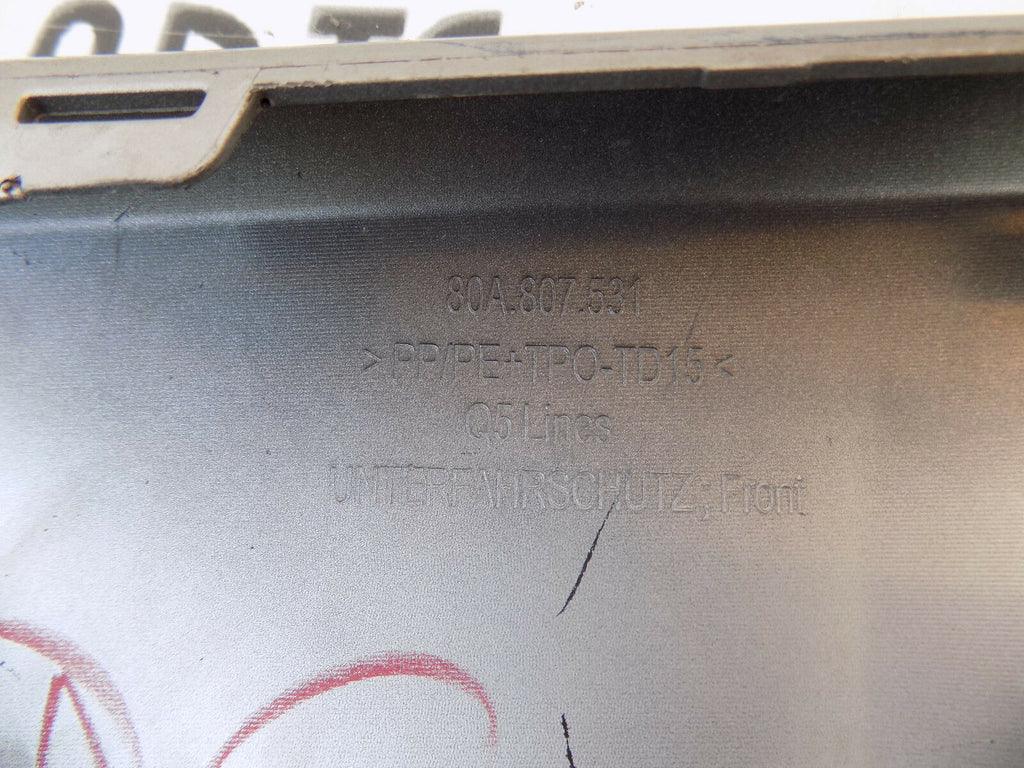 80A.807.531
>PP/PE+TPO-TD15<
Q5 Lines
UNTERFAHRSCHUTZ; Front